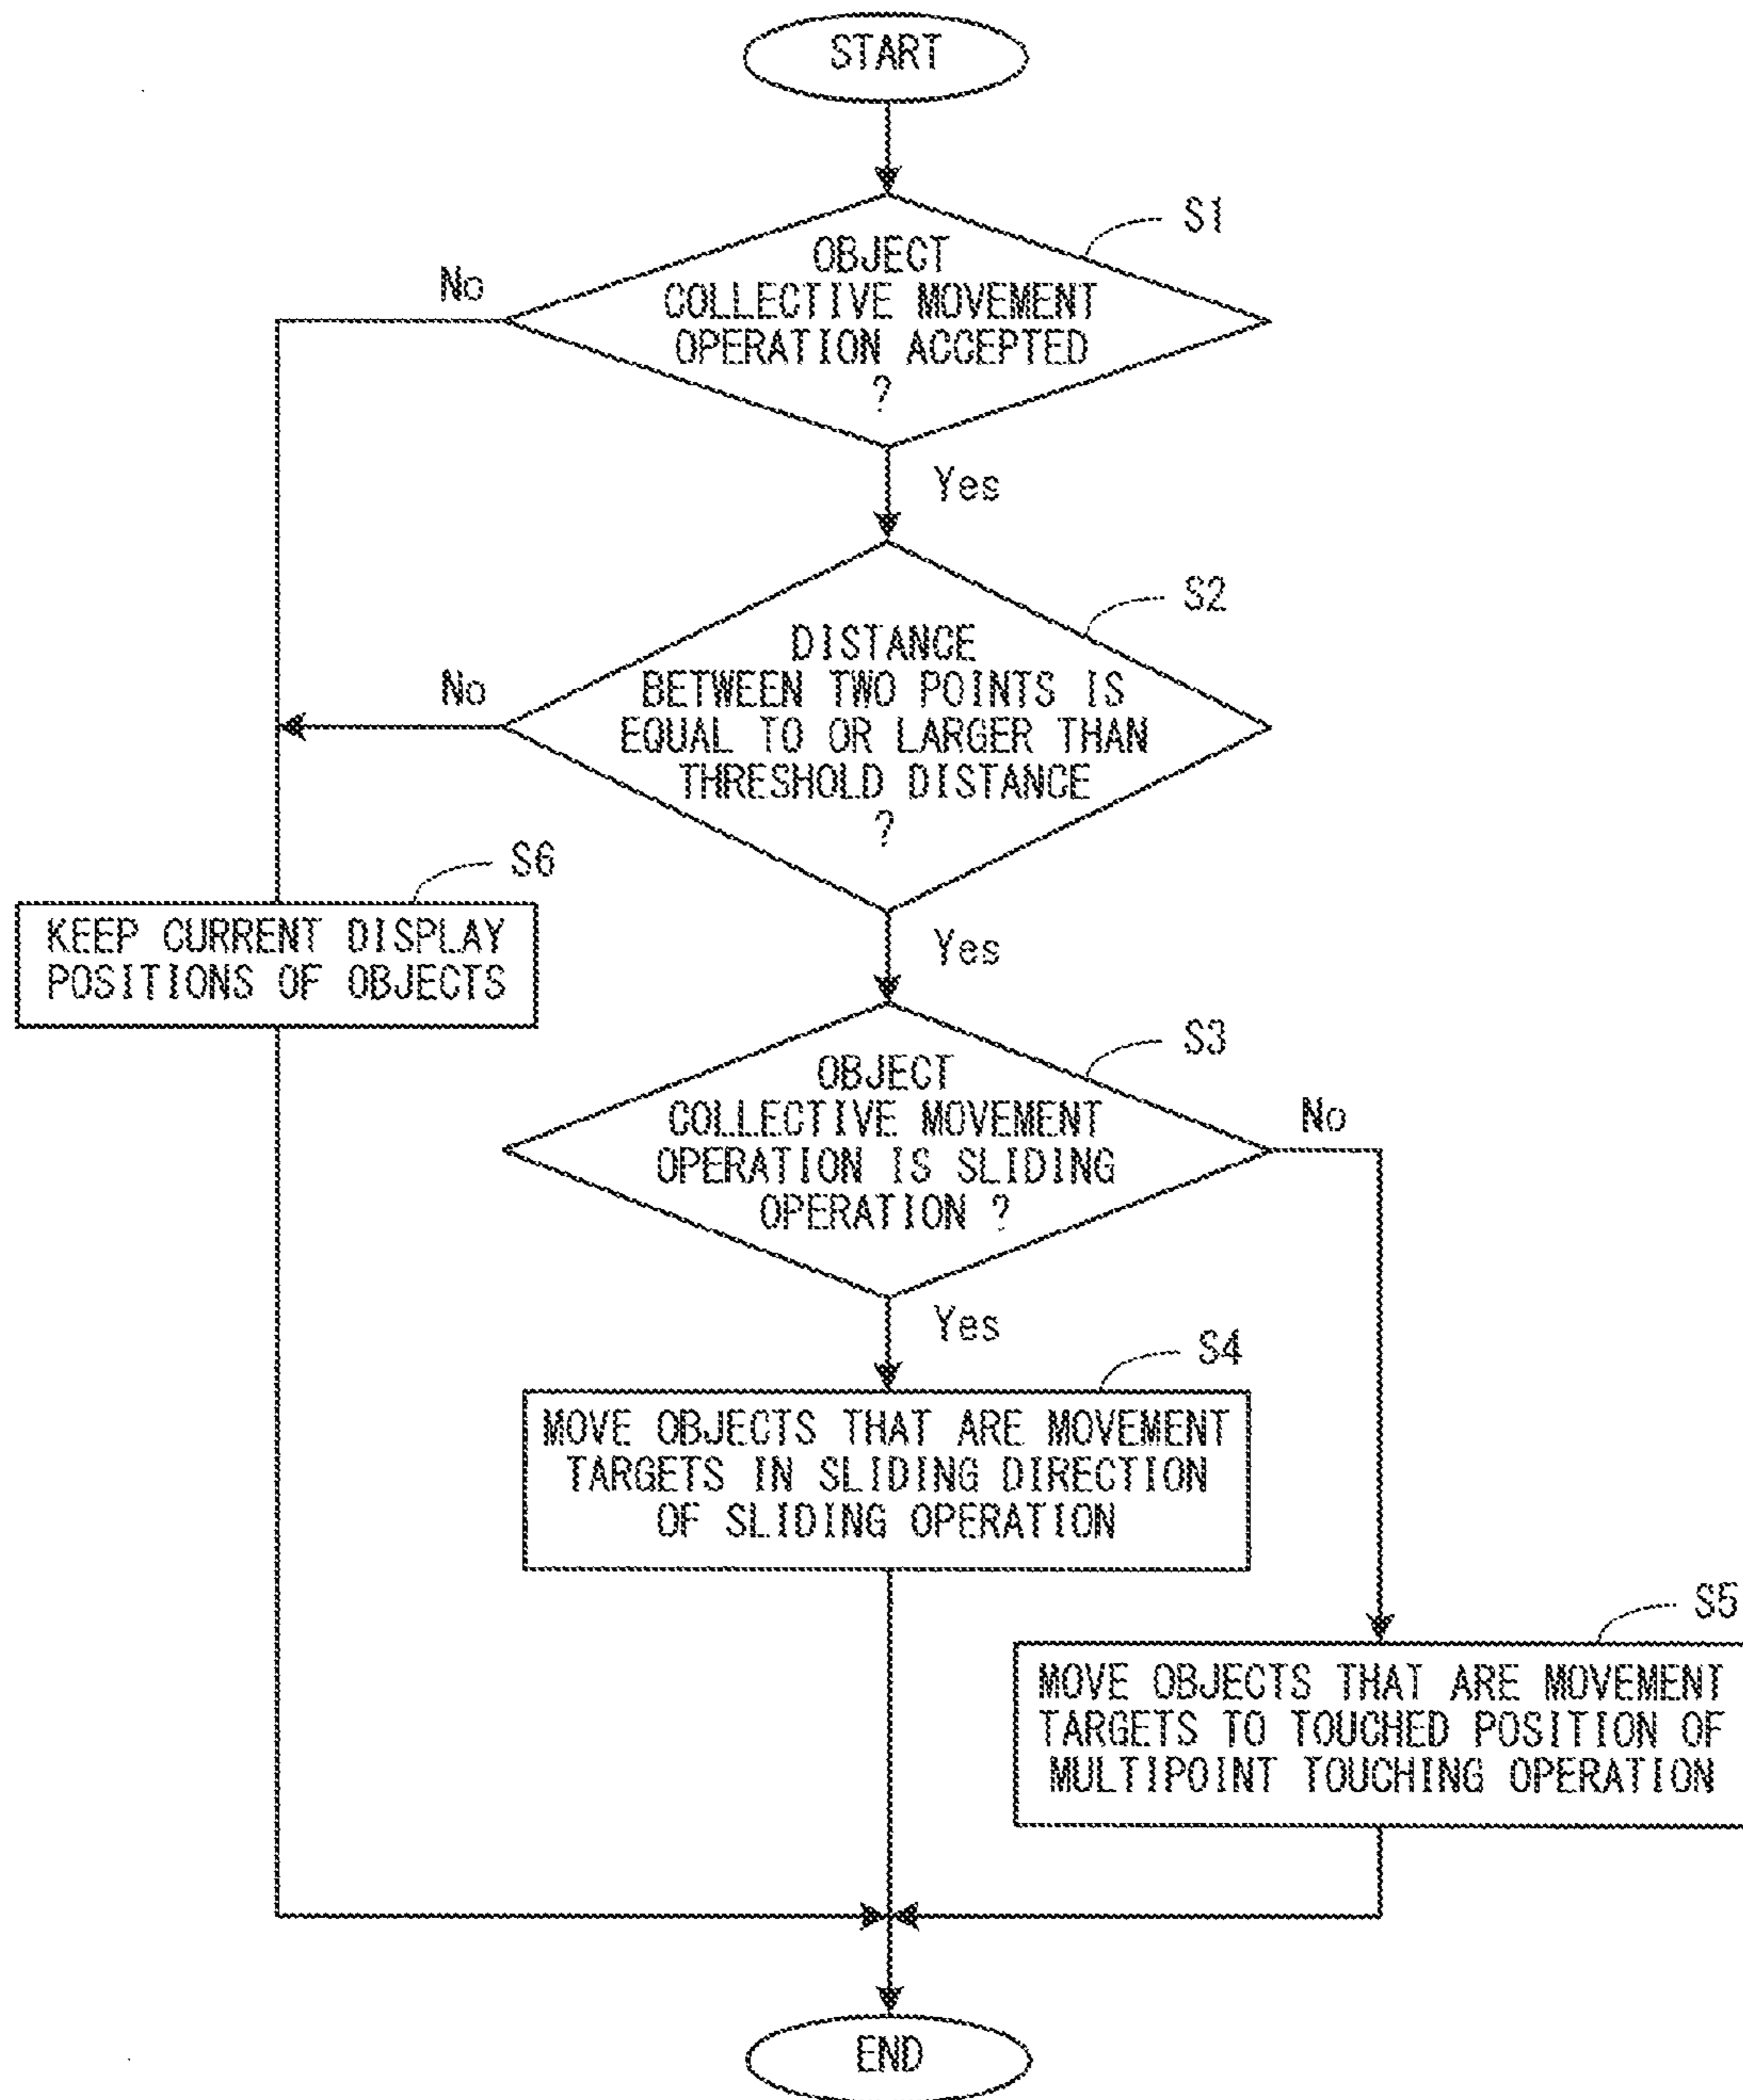 START
S1
OBJECT
COLLECTIVE MOVEMENT
OPERATION ACCEPTED
?
No
Yes
S2
DISTANCE
BETWEEN TWO POINTS IS
EQUAL TO OR LARGER THAN
THRESHOLD DISTANCE
?
No
Yes
S6
KEEP CURRENT DISPLAY
POSITIONS OF OBJECTS
S3
OBJECT
COLLECTIVE MOVEMENT
OPERATION IS SLIDING
OPERATION ?
No
Yes
S4
MOVE OBJECTS THAT ARE MOVEMENT
TARGETS IN SLIDING DIRECTION
OF SLIDING OPERATION
S5
MOVE OBJECTS THAT ARE MOVEMENT
TARGETS TO TOUCHED POSITION OF
MULTIPOINT TOUCHING OPERATION
END